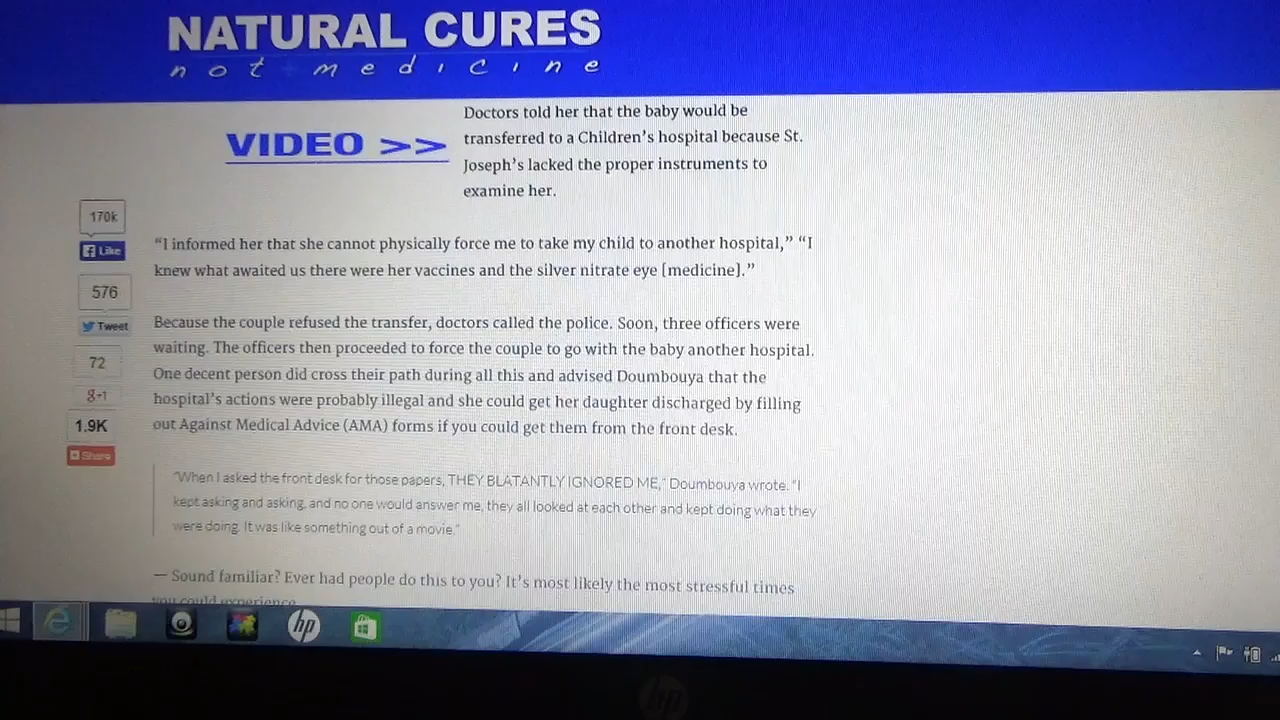 NATURAL CURES
not medicine
VIDEO >>
Doctors told her that the baby would be
transferred to a Children's hospital because St.
Joseph's lacked the proper instruments to
examine her.
170k
Like
576
Tweet
72
g+1
1.9K
Share
“I informed her that she cannot physically force me to take my child to another hospital,” “I
knew what awaited us there were her vaccines and the silver nitrate eye [medicine].”
Because the couple refused the transfer, doctors called the police. Soon, three officers were
waiting. The officers then proceeded to force the couple to go with the baby another hospital.
One decent person did cross their path during all this and advised Doumbouya that the
hospital's actions were probably illegal and she could get her daughter discharged by filling
out Against Medical Advice (AMA) forms if you could get them from the front desk.
“When I asked the front desk for those papers, THEY BLATANTLY IGNORED ME,” Doumbouya wrote. “I
kept asking and asking, and no one would answer me, they all looked at each other and kept doing what they
were doing. It was like something out of a movie.”
— Sound familiar? Ever had people do this to you? It's most likely the most stressful times
you could experience
hp
hp